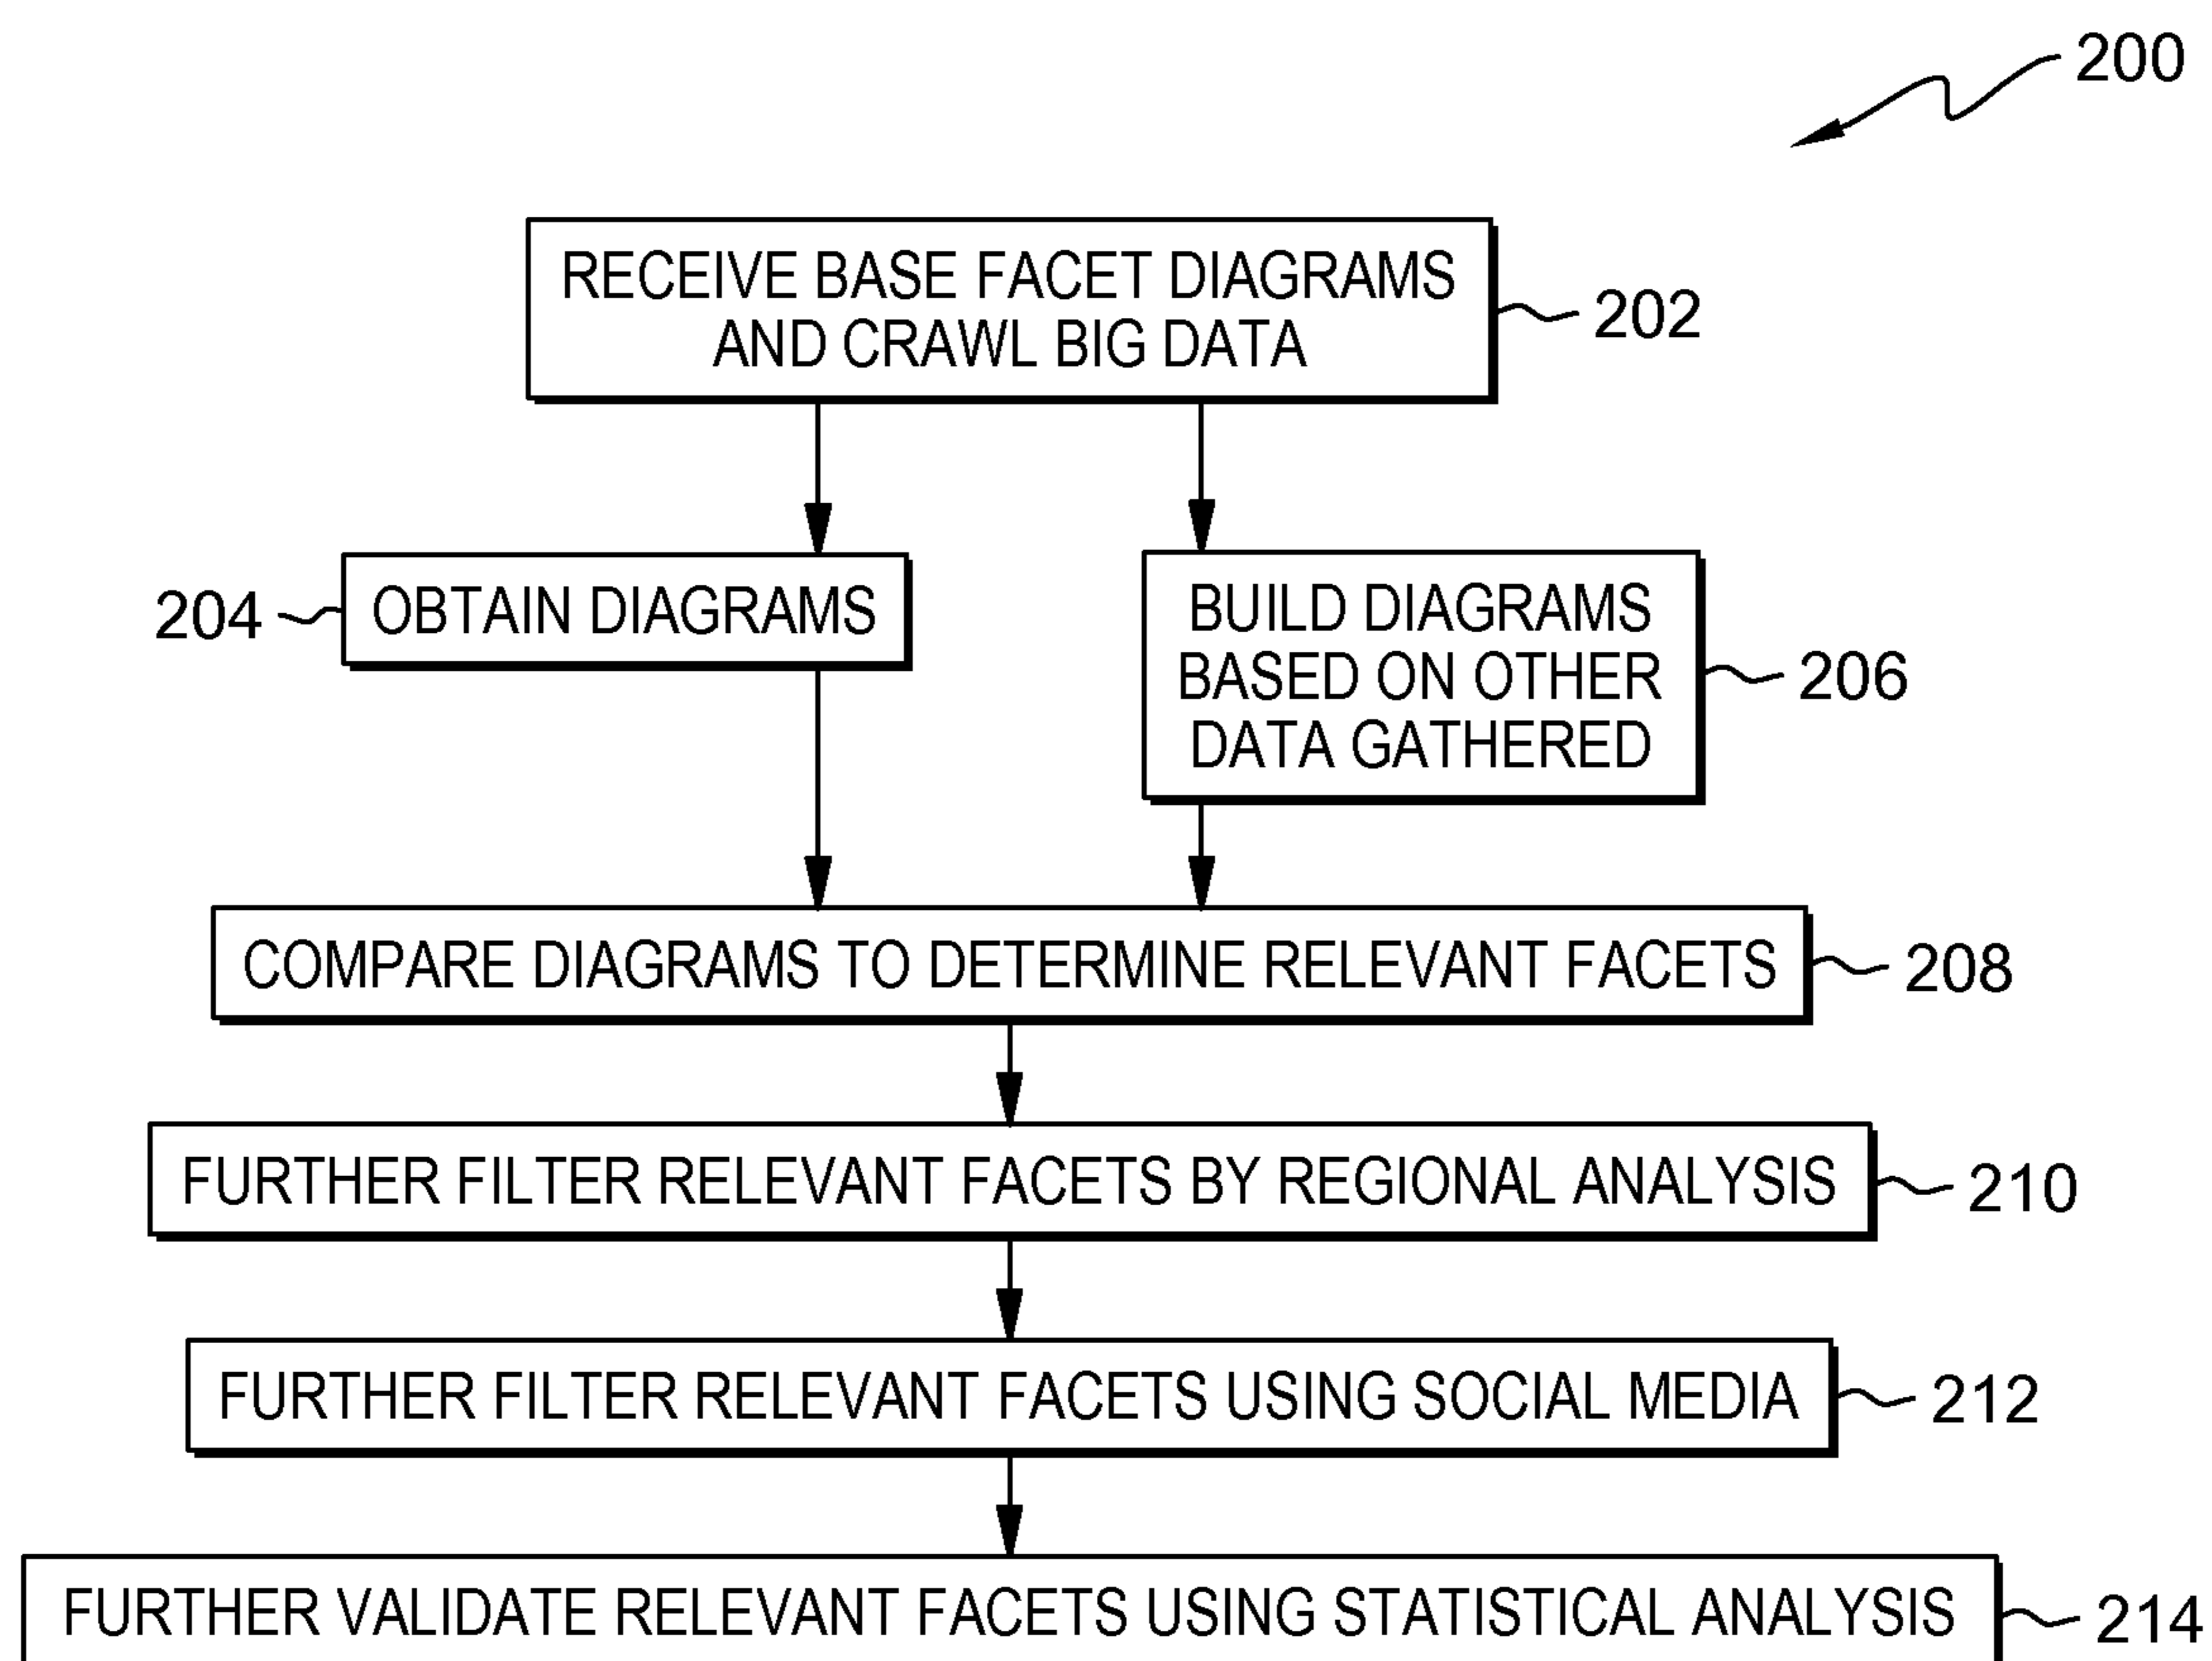 200
RECEIVE BASE FACET DIAGRAMS
AND CRAWL BIG DATA
202
204
OBTAIN DIAGRAMS
BUILD DIAGRAMS
BASED ON OTHER
DATA GATHERED
206
COMPARE DIAGRAMS TO DETERMINE RELEVANT FACETS
208
FURTHER FILTER RELEVANT FACETS BY REGIONAL ANALYSIS
210
FURTHER FILTER RELEVANT FACETS USING SOCIAL MEDIA
212
FURTHER VALIDATE RELEVANT FACETS USING STATISTICAL ANALYSIS
214